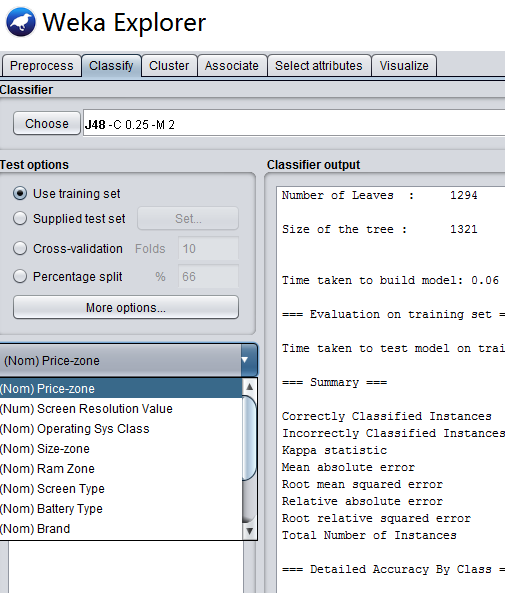 Weka Explorer
Preprocess Classify Cluster Associate Select attributes Visualize
Classifier
Choose J48 -C 0.25 -M 2
Test options
Use training set
Supplied test set Set...
Cross-validation Folds 10
Percentage split % 66
More options...
(Nom) Price-zone
(Nom) Price-zone
(Num) Screen Resolution Value
(Nom) Operating Sys Class
(Nom) Size-zone
(Nom) Ram Zone
(Nom) Screen Type
(Nom) Battery Type
(Nom) Brand
Classifier output
Number of Leaves : 1294
Size of the tree : 1321
Time taken to build model: 0.06
=== Evaluation on training set =
Time taken to test model on trai
=== Summary ===
Correctly Classified Instances
Incorrectly Classified Instances
Kappa statistic
Mean absolute error
Root mean squared error
Relative absolute error
Root relative squared error
Total Number of Instances
=== Detailed Accuracy By Class =